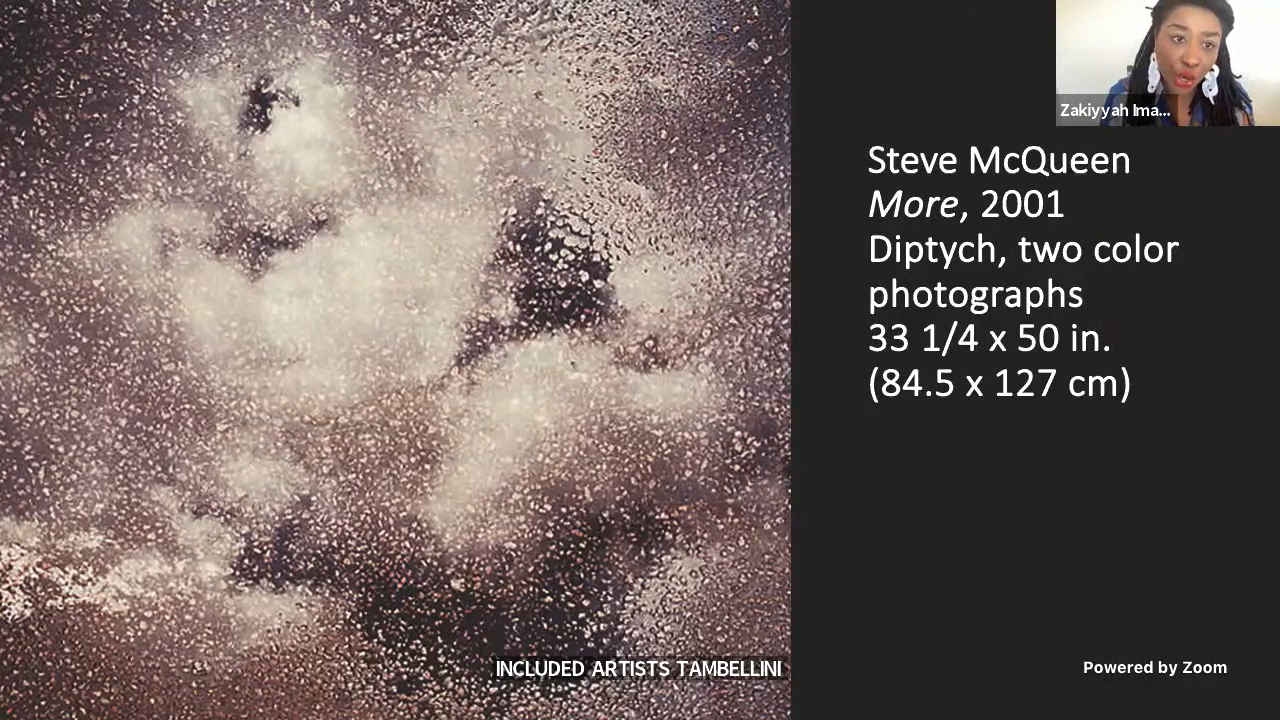 Zakiyyah Ima...
Steve McQueen
More, 2001
Diptych, two color
photographs
33 1/4 x 50 in.
(84.5 x 127 cm)
INCLUDED ARTISTS TAMBELLINI
Powered by Zoom